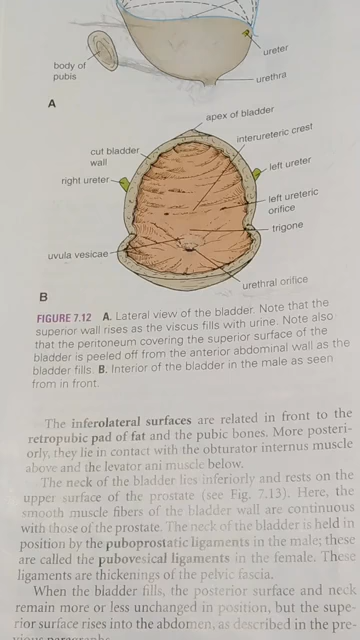 ureter
body of
pubis
urethra
A
apex of bladder
interureteric crest
cut bladder
wall
left ureter
right ureter
left ureteric
orifice
trigone
uvula vesicae
urethral orifice
B
FIGURE 7.12 A. Lateral view of the bladder. Note that the
superior wall rises as the viscus fills with urine. Note also
that the peritoneum covering the superior surface of the
bladder is peeled off from the anterior abdominal wall as the
bladder fills. B. Interior of the bladder in the male as seen
from in front.
The inferolateral surfaces are related in front to the
retropubic pad of fat and the pubic bones. More posteri-
orly, they lie in contact with the obturator internus muscle
above and the levator ani muscle below.
The neck of the bladder lies inferiorly and rests on the
upper surface of the prostate (see Fig. 7.13). Here, the
smooth muscle fibers of the bladder wall are continuous
with those of the prostate. The neck of the bladder is held in
position by the puboprostatic ligaments in the male; these
are called the pubovesical ligaments in the female. These
ligaments are thickenings of the pelvic fascia.
When the bladder fills, the posterior surface and neck
remain more or less unchanged in position, but the supe-
rior surface rises into the abdomen, as described in the pre-
vious paragraphs